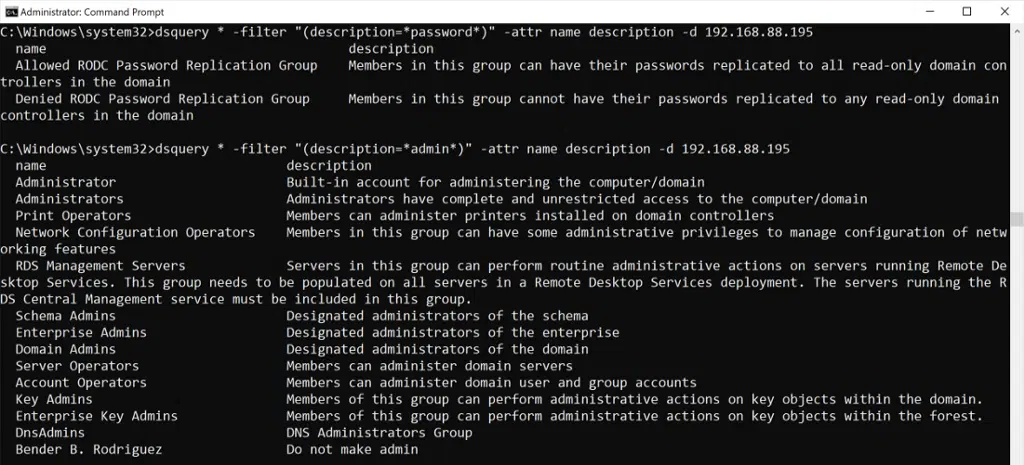 Administrator: Command Prompt
C:\Windows\system32>dsquery * -filter "(description=*password*)" -attr name description -d 192.168.88.195
name description
Allowed RODC Password Replication Group Members in this group can have their passwords replicated to all read-only domain con
trollers in the domain
Denied RODC Password Replication Group Members in this group cannot have their passwords replicated to any read-only domain
controllers in the domain
C:\Windows\system32>dsquery * -filter "(description=*admin*)" -attr name description -d 192.168.88.195
name description
Administrator Built-in account for administering the computer/domain
Administrators Administrators have complete and unrestricted access to the computer/domain
Print Operators Members can administer printers installed on domain controllers
Network Configuration Operators Members in this group can have some administrative privileges to manage configuration of netw
orking features
RDS Management Servers Servers in this group can perform routine administrative actions on servers running Remote De
sktop Services. This group needs to be populated on all servers in a Remote Desktop Services deployment. The servers running the R
DS Central Management service must be included in this group.
Schema Admins Designated administrators of the schema
Enterprise Admins Designated administrators of the enterprise
Domain Admins Designated administrators of the domain
Server Operators Members can administer domain servers
Account Operators Members can administer domain user and group accounts
Key Admins Members of this group can perform administrative actions on key objects within the domain.
Enterprise Key Admins Members of this group can perform administrative actions on key objects within the forest.
DnsAdmins DNS Administrators Group
Bender B. Rodriguez Do not make admin